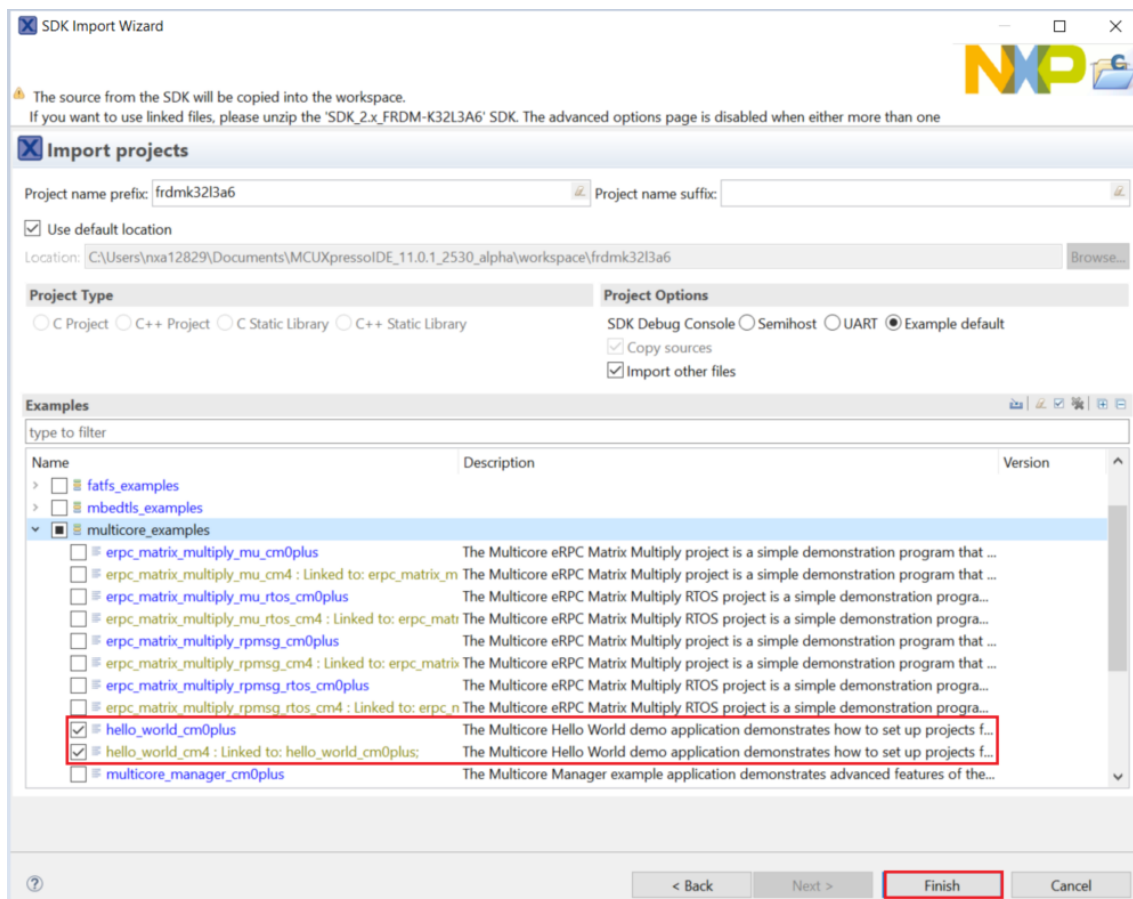 SDK Import Wizard
NXP
The source from the SDK will be copied into the workspace.
If you want to use linked files, please unzip the 'SDK_2.x_FRDM-K32L3A6' SDK. The advanced options page is disabled when either more than one
Import projects
Project name prefix: frdmk32l3a6 Project name suffix:
Use default location
Location: C:\Users\nxa12829\Documents\MCUXpressoIDE_11.0.1_2530_alpha\workspace\frdmk32l3a6 Browse...
Project Type Project Options
C Project C++ Project C Static Library C++ Static Library SDK Debug Console Semihost UART Example default
Copy sources
Import other files
Examples
type to filter
Name Description Version
fatfs_examples
mbedtls_examples
multicore_examples
erpc_matrix_multiply_mu_cm0plus The Multicore eRPC Matrix Multiply project is a simple demonstration program that ...
erpc_matrix_multiply_mu_cm4 : Linked to: erpc_matrix_m The Multicore eRPC Matrix Multiply project is a simple demonstration program that ...
erpc_matrix_multiply_mu_rtos_cm0plus The Multicore eRPC Matrix Multiply RTOS project is a simple demonstration progra...
erpc_matrix_multiply_mu_rtos_cm4 : Linked to: erpc_matr The Multicore eRPC Matrix Multiply RTOS project is a simple demonstration progra...
erpc_matrix_multiply_rpmsg_cm0plus The Multicore eRPC Matrix Multiply project is a simple demonstration program that ...
erpc_matrix_multiply_rpmsg_cm4 : Linked to: erpc_matrix The Multicore eRPC Matrix Multiply project is a simple demonstration program that ...
erpc_matrix_multiply_rpmsg_rtos_cm0plus The Multicore eRPC Matrix Multiply RTOS project is a simple demonstration progra...
erpc_matrix_multiply_rpmsg_rtos_cm4 : Linked to: erpc_n The Multicore eRPC Matrix Multiply RTOS project is a simple demonstration progra...
hello_world_cm0plus The Multicore Hello World demo application demonstrates how to set up projects f...
hello_world_cm4 : Linked to: hello_world_cm0plus; The Multicore Hello World demo application demonstrates how to set up projects f...
multicore_manager_cm0plus The Multicore Manager example application demonstrates advanced features of the...
< Back Next > Finish Cancel